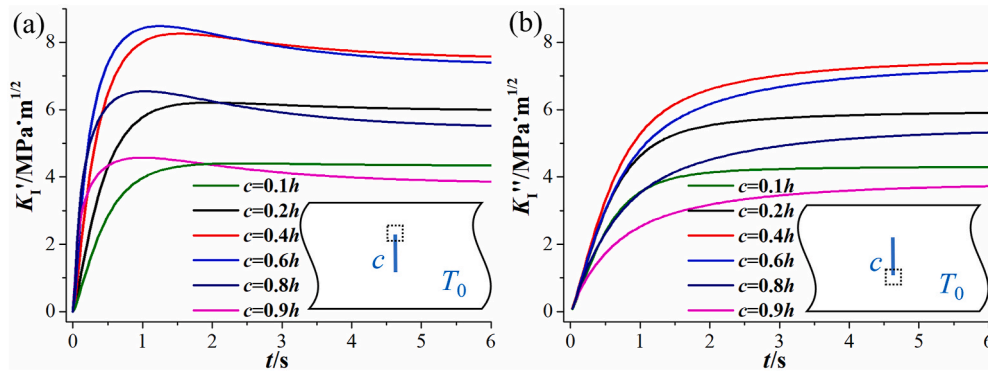 (a)
K_I'/MPa·m^1/2
8
6
4
2
0
c=0.1h
c=0.2h
c=0.4h
c=0.6h
c=0.8h
c=0.9h
c
T_0
0 1 2 3 4 5 6
t/s
(b)
K_I''/MPa·m^1/2
8
6
4
2
0
c=0.1h
c=0.2h
c=0.4h
c=0.6h
c=0.8h
c=0.9h
c
T_0
0 1 2 3 4 5 6
t/s